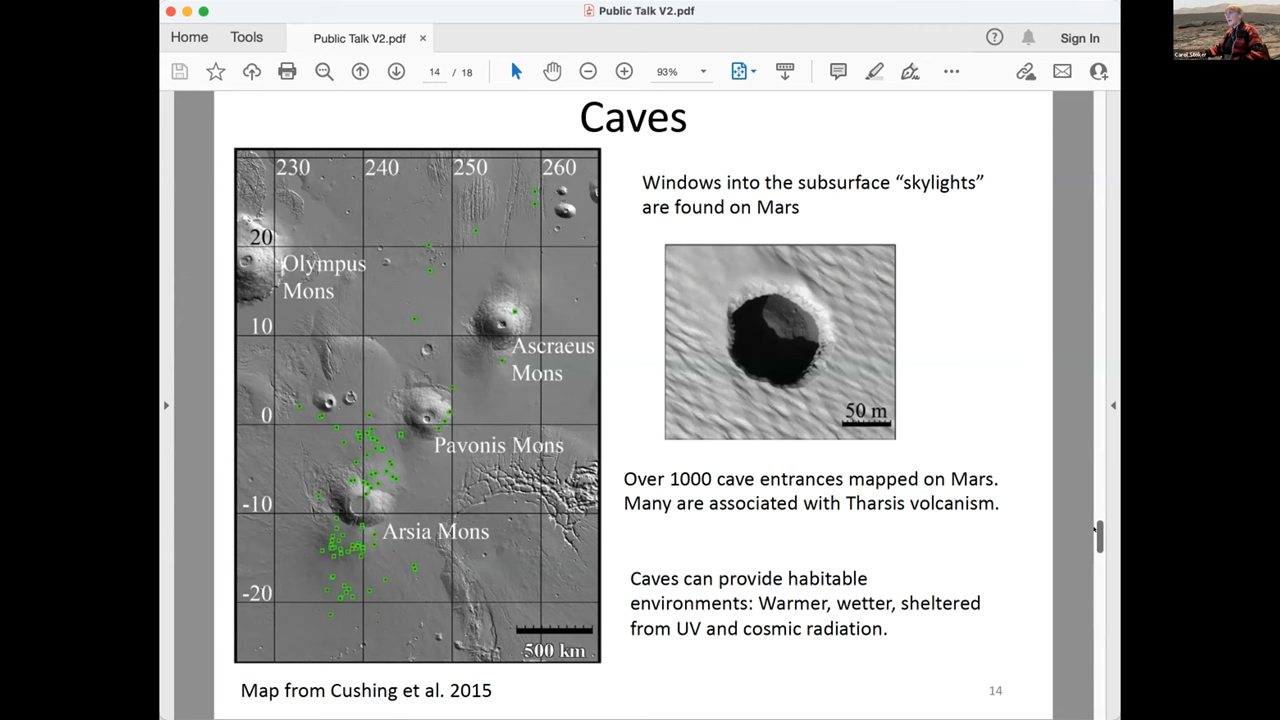 Public Talk V2.pdf
Home Tools Public Talk V2.pdf × Sign In
14 / 18 93%
Carol Stoker
Caves
230 240 250 260
20
Olympus
Mons
10
Ascraeus
Mons
0
Pavonis Mons
-10
Arsia Mons
-20
500 km
Map from Cushing et al. 2015
Windows into the subsurface “skylights”
are found on Mars
50 m
Over 1000 cave entrances mapped on Mars.
Many are associated with Tharsis volcanism.
Caves can provide habitable
environments: Warmer, wetter, sheltered
from UV and cosmic radiation.
14